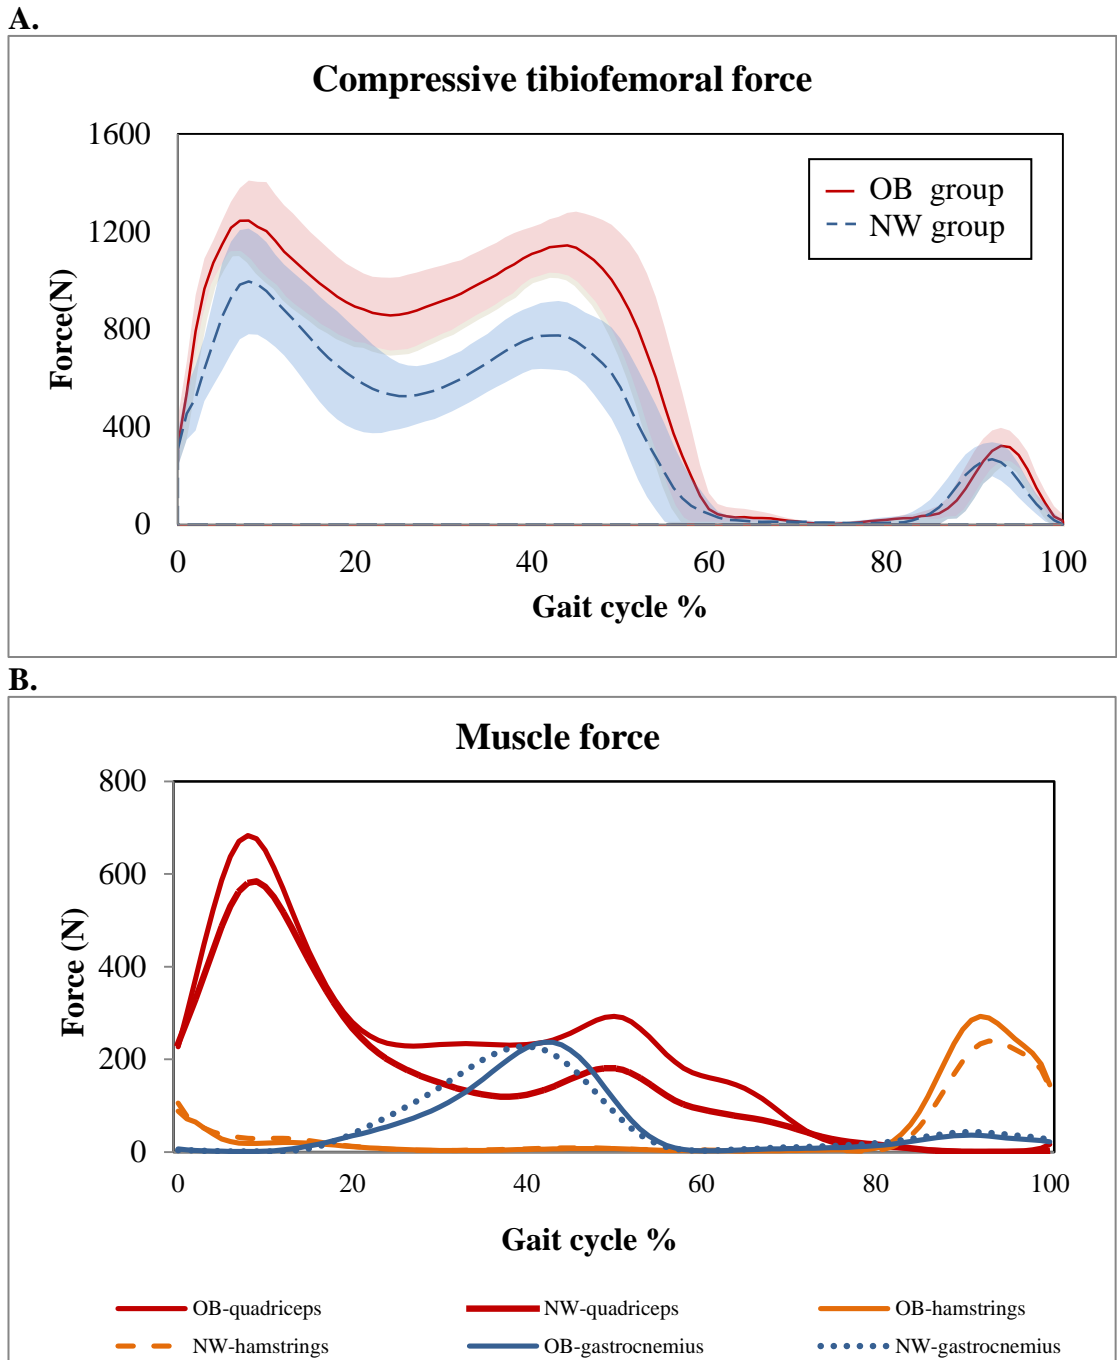 A.
Compressive tibiofemoral force
1600
1200
800
400
0
Force(N)
OB group
NW group
0 20 40 60 80 100
Gait cycle %
B.
Muscle force
800
600
400
200
0
Force (N)
0 20 40 60 80 100
Gait cycle %
OB-quadriceps NW-quadriceps OB-hamstrings
NW-hamstrings OB-gastrocnemius NW-gastrocnemius